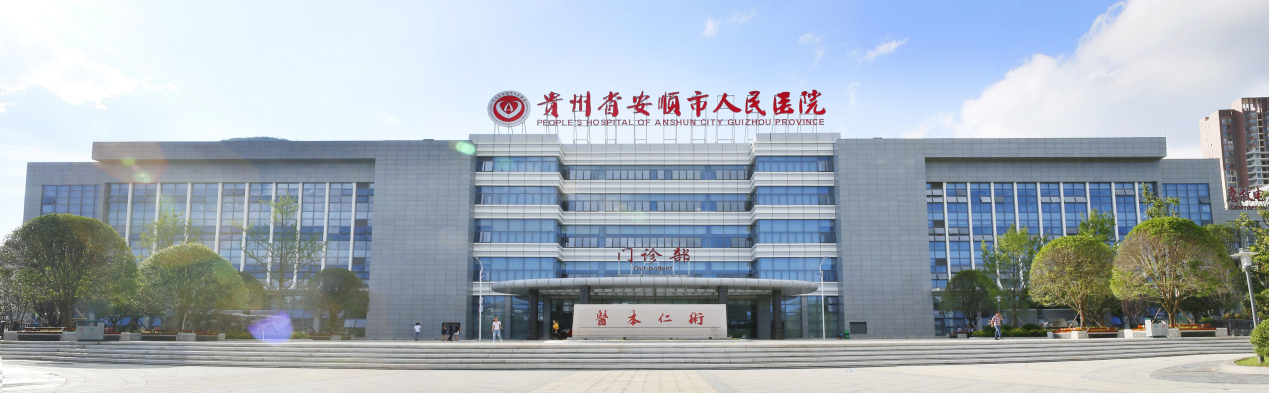 贵州省安顺市人民医院
PEOPLE'S HOSPITAL OF ANSHUN CITY GUIZHOU PROVINCE
门诊部
Out-patient
醫本仁術